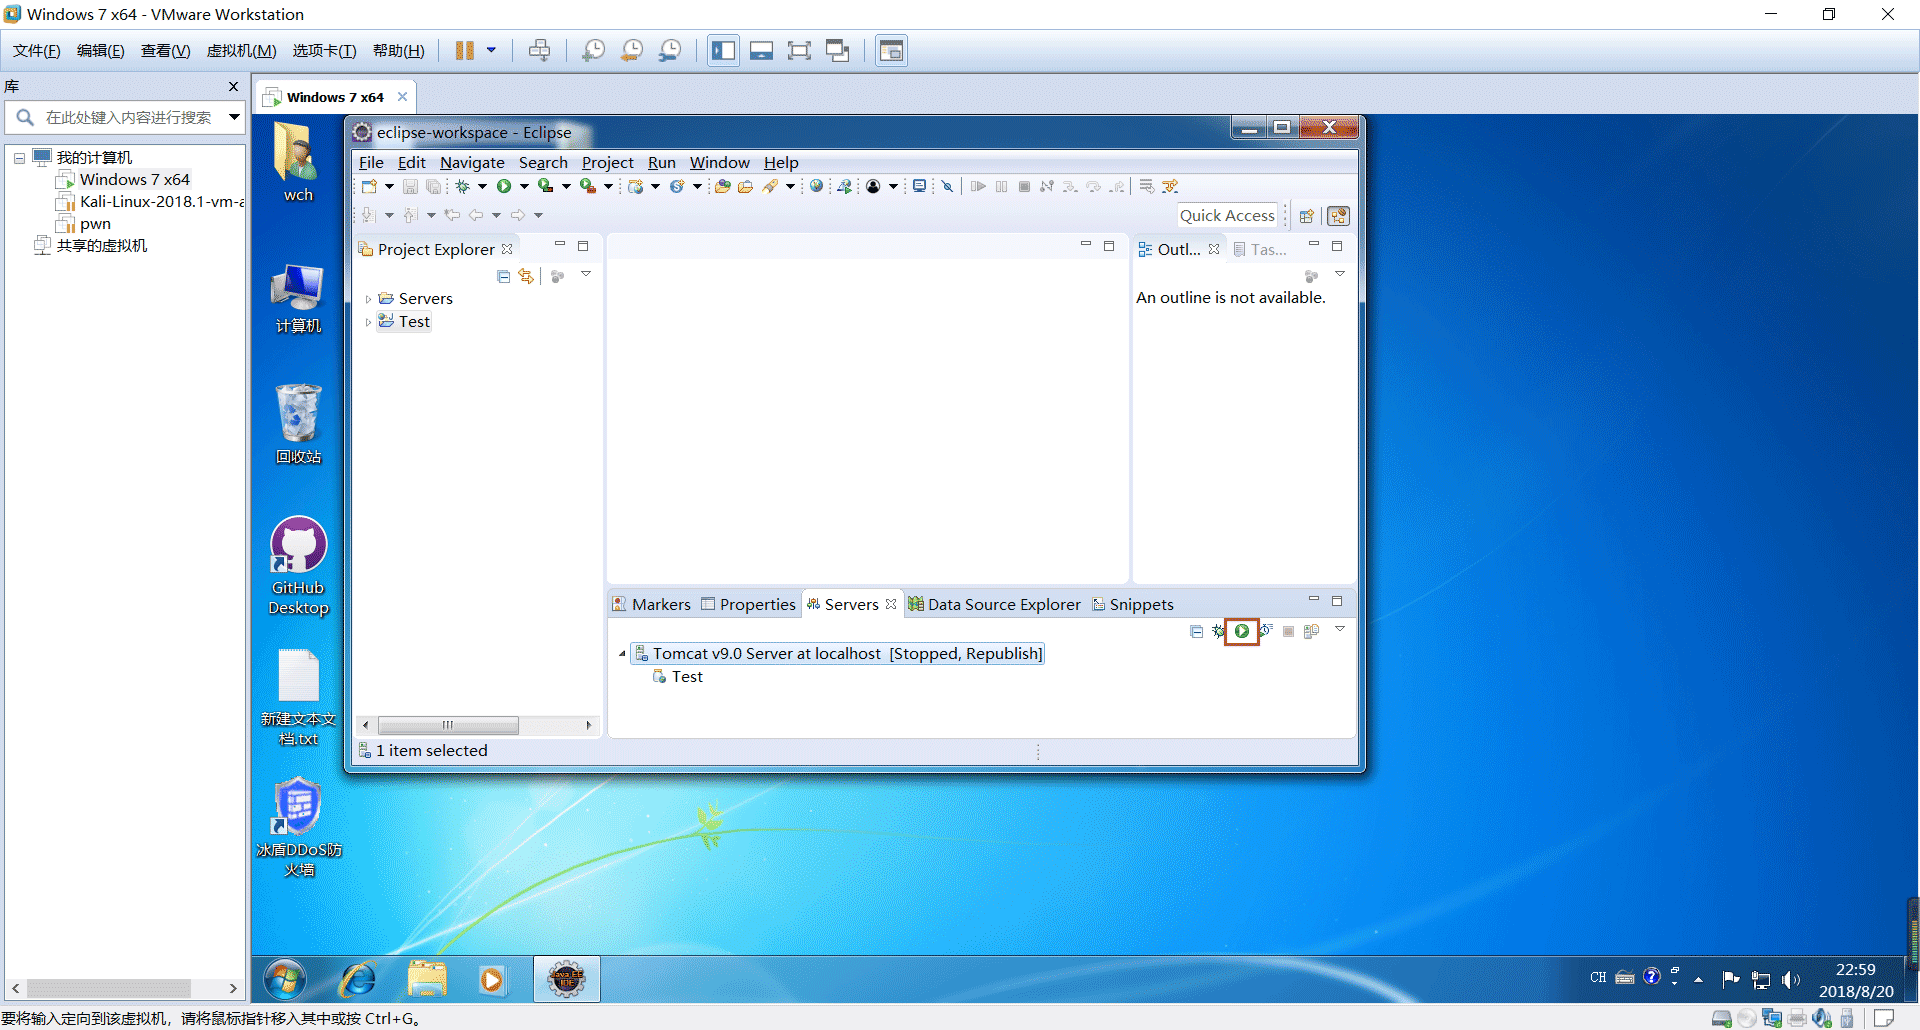 Windows 7 x64 - VMware Workstation
文件(F) 编辑(E) 查看(V) 虚拟机(M) 选项卡(T) 帮助(H)
库
在此处键入内容进行搜索
我的计算机
Windows 7 x64
Kali-Linux-2018.1-vm-a
pwn
共享的虚拟机
Windows 7 x64
wch
计算机
回收站
GitHub
Desktop
新建文本文
档.txt
冰盾DDoS防
火墙
eclipse-workspace - Eclipse
File Edit Navigate Search Project Run Window Help
Quick Access
Project Explorer
Servers
Test
Outl... Tas...
An outline is not available.
Markers Properties Servers Data Source Explorer Snippets
Tomcat v9.0 Server at localhost [Stopped, Republish]
Test
1 item selected
Java EE
IDE
CH
22:59
2018/8/20
要将输入定向到该虚拟机，请将鼠标指针移入其中或按 Ctrl+G。